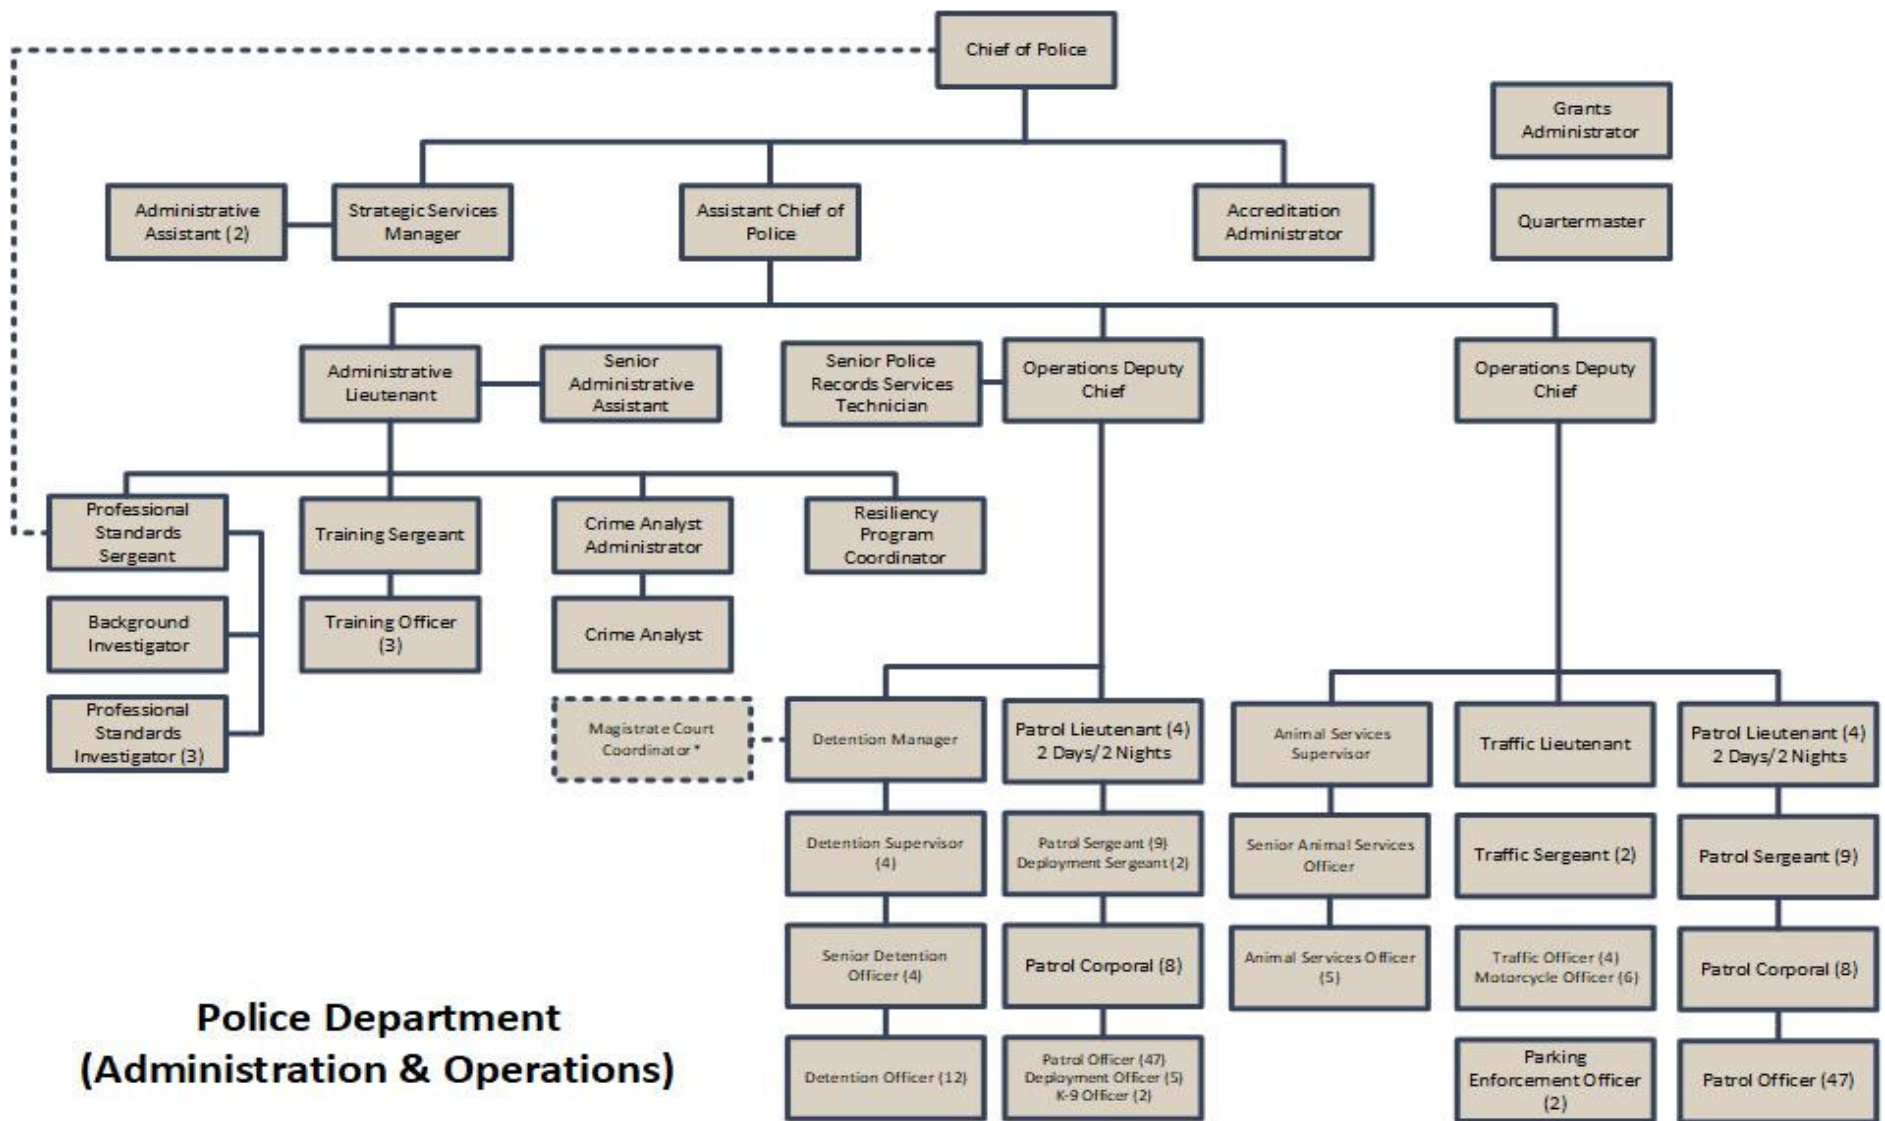 Chief of Police
Grants
Administrator
Administrative
Assistant (2)
Strategic Services
Manager
Assistant Chief of
Police
Accreditation
Administrator
Quartermaster
Administrative
Lieutenant
Senior
Administrative
Assistant
Senior Police
Records Services
Technician
Operations Deputy
Chief
Operations Deputy
Chief
Professional
Standards
Sergeant
Training Sergeant
Crime Analyst
Administrator
Resiliency
Program
Coordinator
Background
Investigator
Training Officer
(3)
Crime Analyst
Professional
Standards
Investigator (3)
Magistrate Court
Coordinator*
Detention Manager
Patrol Lieutenant (4)
2 Days/2 Nights
Animal Services
Supervisor
Traffic Lieutenant
Patrol Lieutenant (4)
2 Days/2 Nights
Detention Supervisor
(4)
Patrol Sergeant (9)
Deployment Sergeant (2)
Senior Animal Services
Officer
Traffic Sergeant (2)
Patrol Sergeant (9)
Senior Detention
Officer (4)
Patrol Corporal (8)
Animal Services Officer
(5)
Traffic Officer (4)
Motorcycle Officer (6)
Patrol Corporal (8)
Detention Officer (12)
Patrol Officer (47)
Deployment Officer (5)
K-9 Officer (2)
Parking
Enforcement Officer
(2)
Patrol Officer (47)
Police Department
(Administration & Operations)